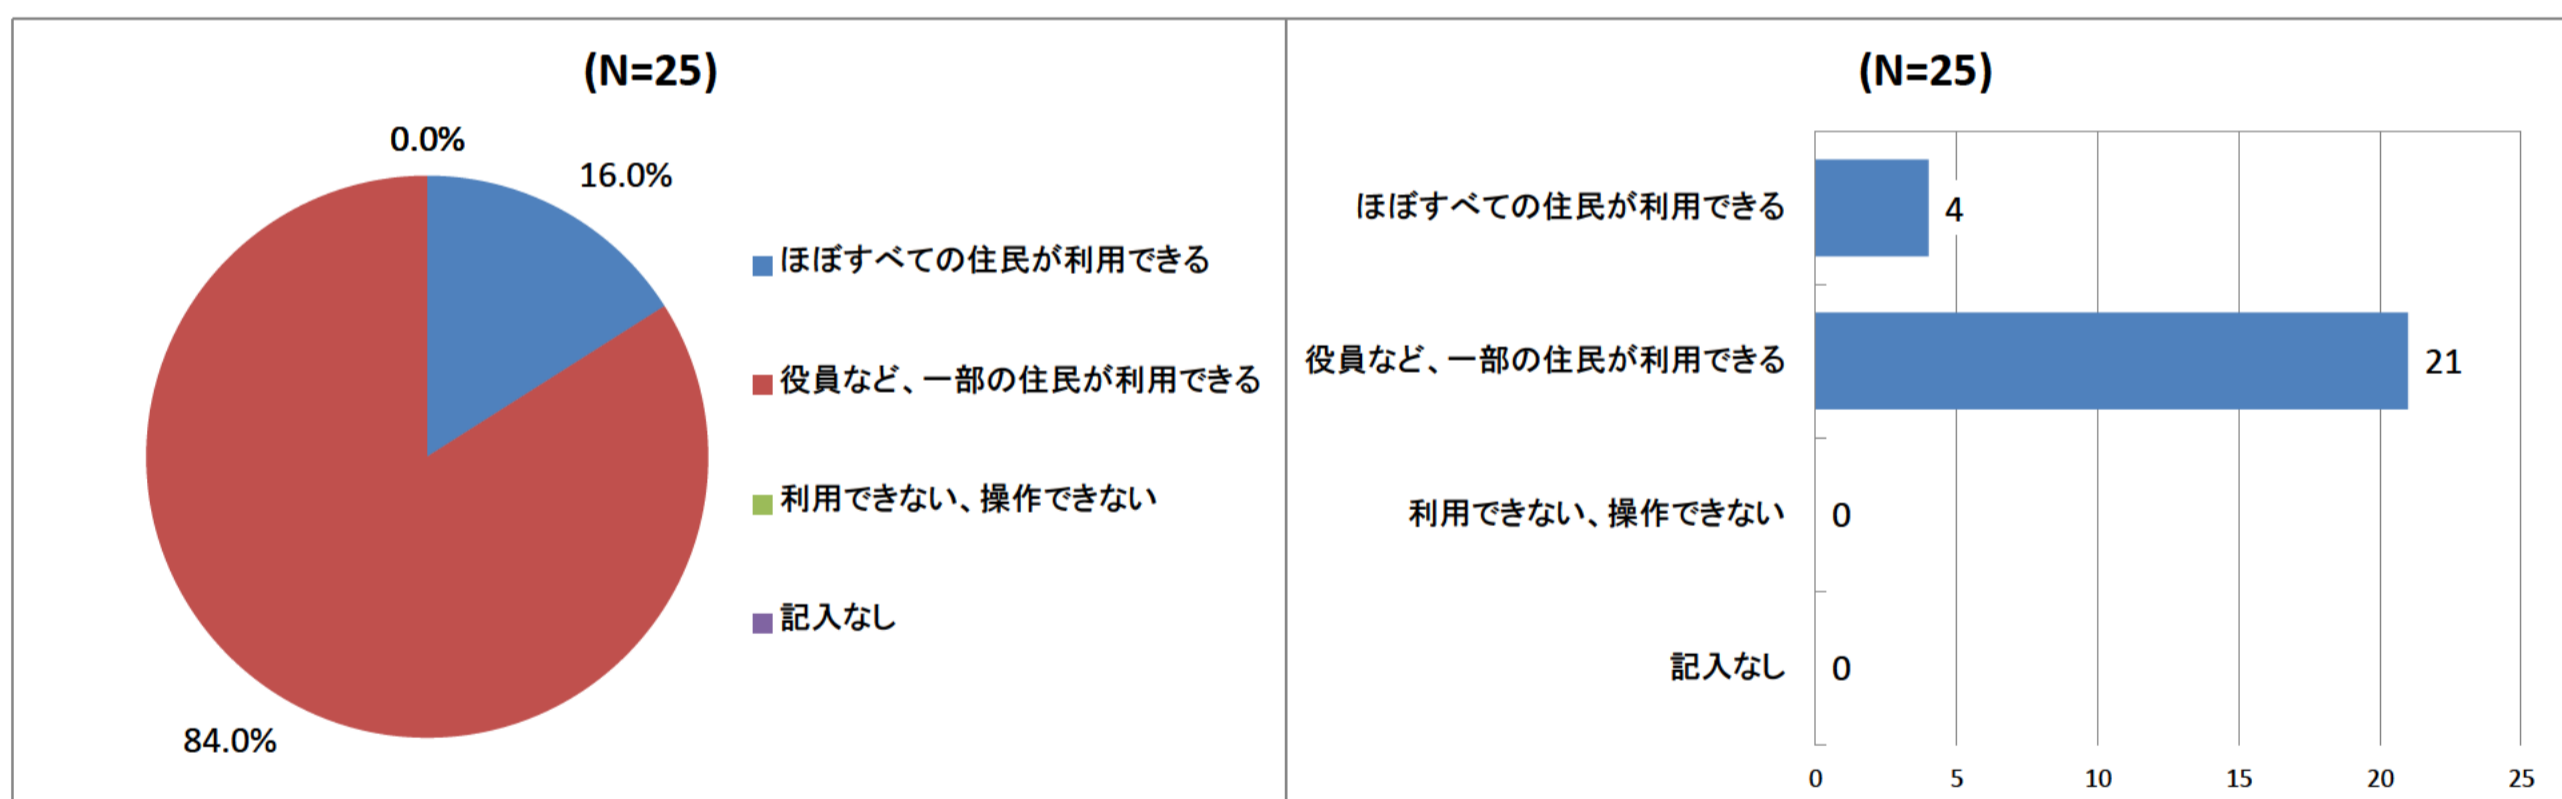 (N=25)
0.0%
16.0%
84.0%
ほぼすべての住民が利用できる
役員など、一部の住民が利用できる
利用できない、操作できない
記入なし
(N=25)
ほぼすべての住民が利用できる 4
役員など、一部の住民が利用できる 21
利用できない、操作できない 0
記入なし 0
0 5 10 15 20 25